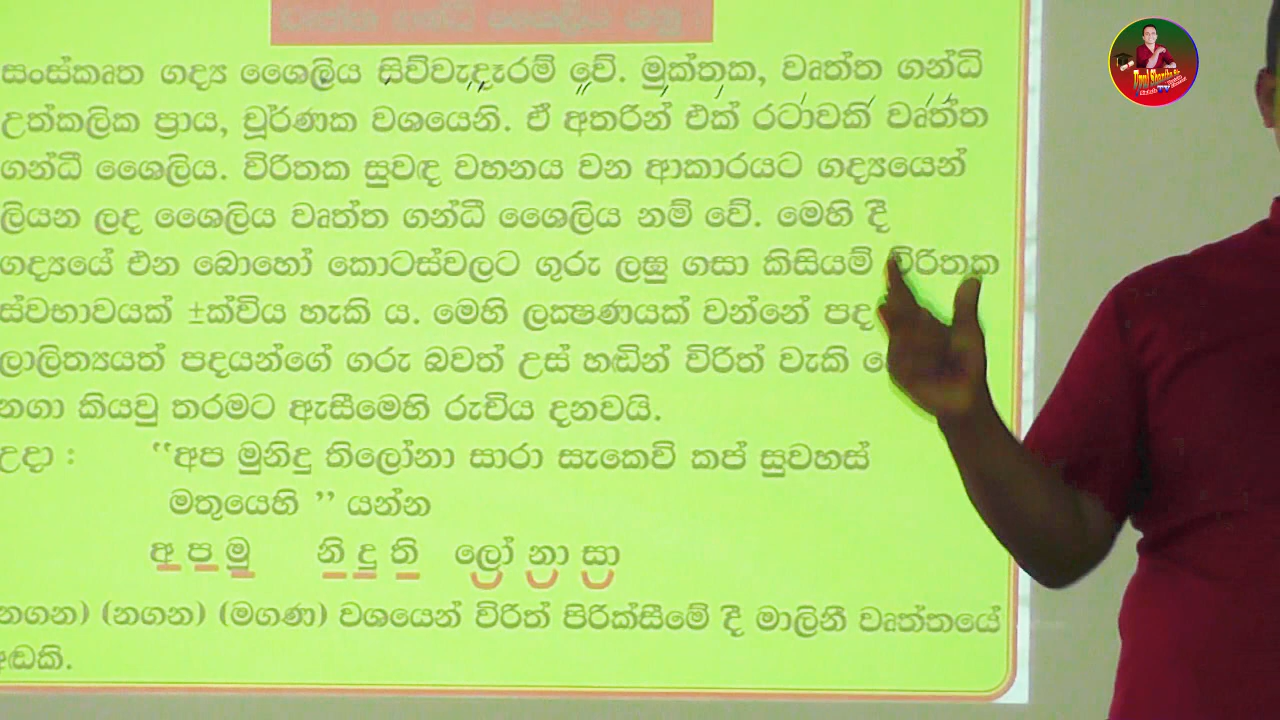 වෘත්ත ගන්ධි ශෛලිය
සංස්කෘත ගද්‍ය ශෛලිය සිව්වැදෑරම් වේ. මුක්තක, වෘත්ත ගන්ධි
උත්කලික ප්‍රාය, චූර්ණක වශයෙනි. ඒ අතරින් එක් රටාවකි වෘත්ත
ගන්ධී ශෛලිය. විරිතක සුවඳ වහනය වන ආකාරයට ගද්‍යයෙන්
ලියන ලද ශෛලිය වෘත්ත ගන්ධී ශෛලිය නම් වේ. මෙහි දී
ගද්‍යයේ එන බොහෝ කොටස්වලට ගුරු ලඝු ගසා කිසියම් විරිතක
ස්වභාවයක් ±ක්විය හැකි ය. මෙහි ලක්‍ෂණයක් වන්නේ පද
ලාලිත්‍යයත් පදයන්ගේ ගරු බවත් උස් හඬින් විරිත් වැකි
නගා කියවු තරමට ඇසීමෙහි රුචිය දනවයි.
උදා : “අප මුනිදු තිලෝනා සාරා සැකෙවි කප් සුවහස්
මතුයෙහි ” යන්න
අ ප මු නි දු ති ලෝ නා සා
නගන) (නගන) (මගණ) වශයෙන් විරිත් පිරික්සීමේ දී මාලිනී වෘත්තයේ
අඬකි.